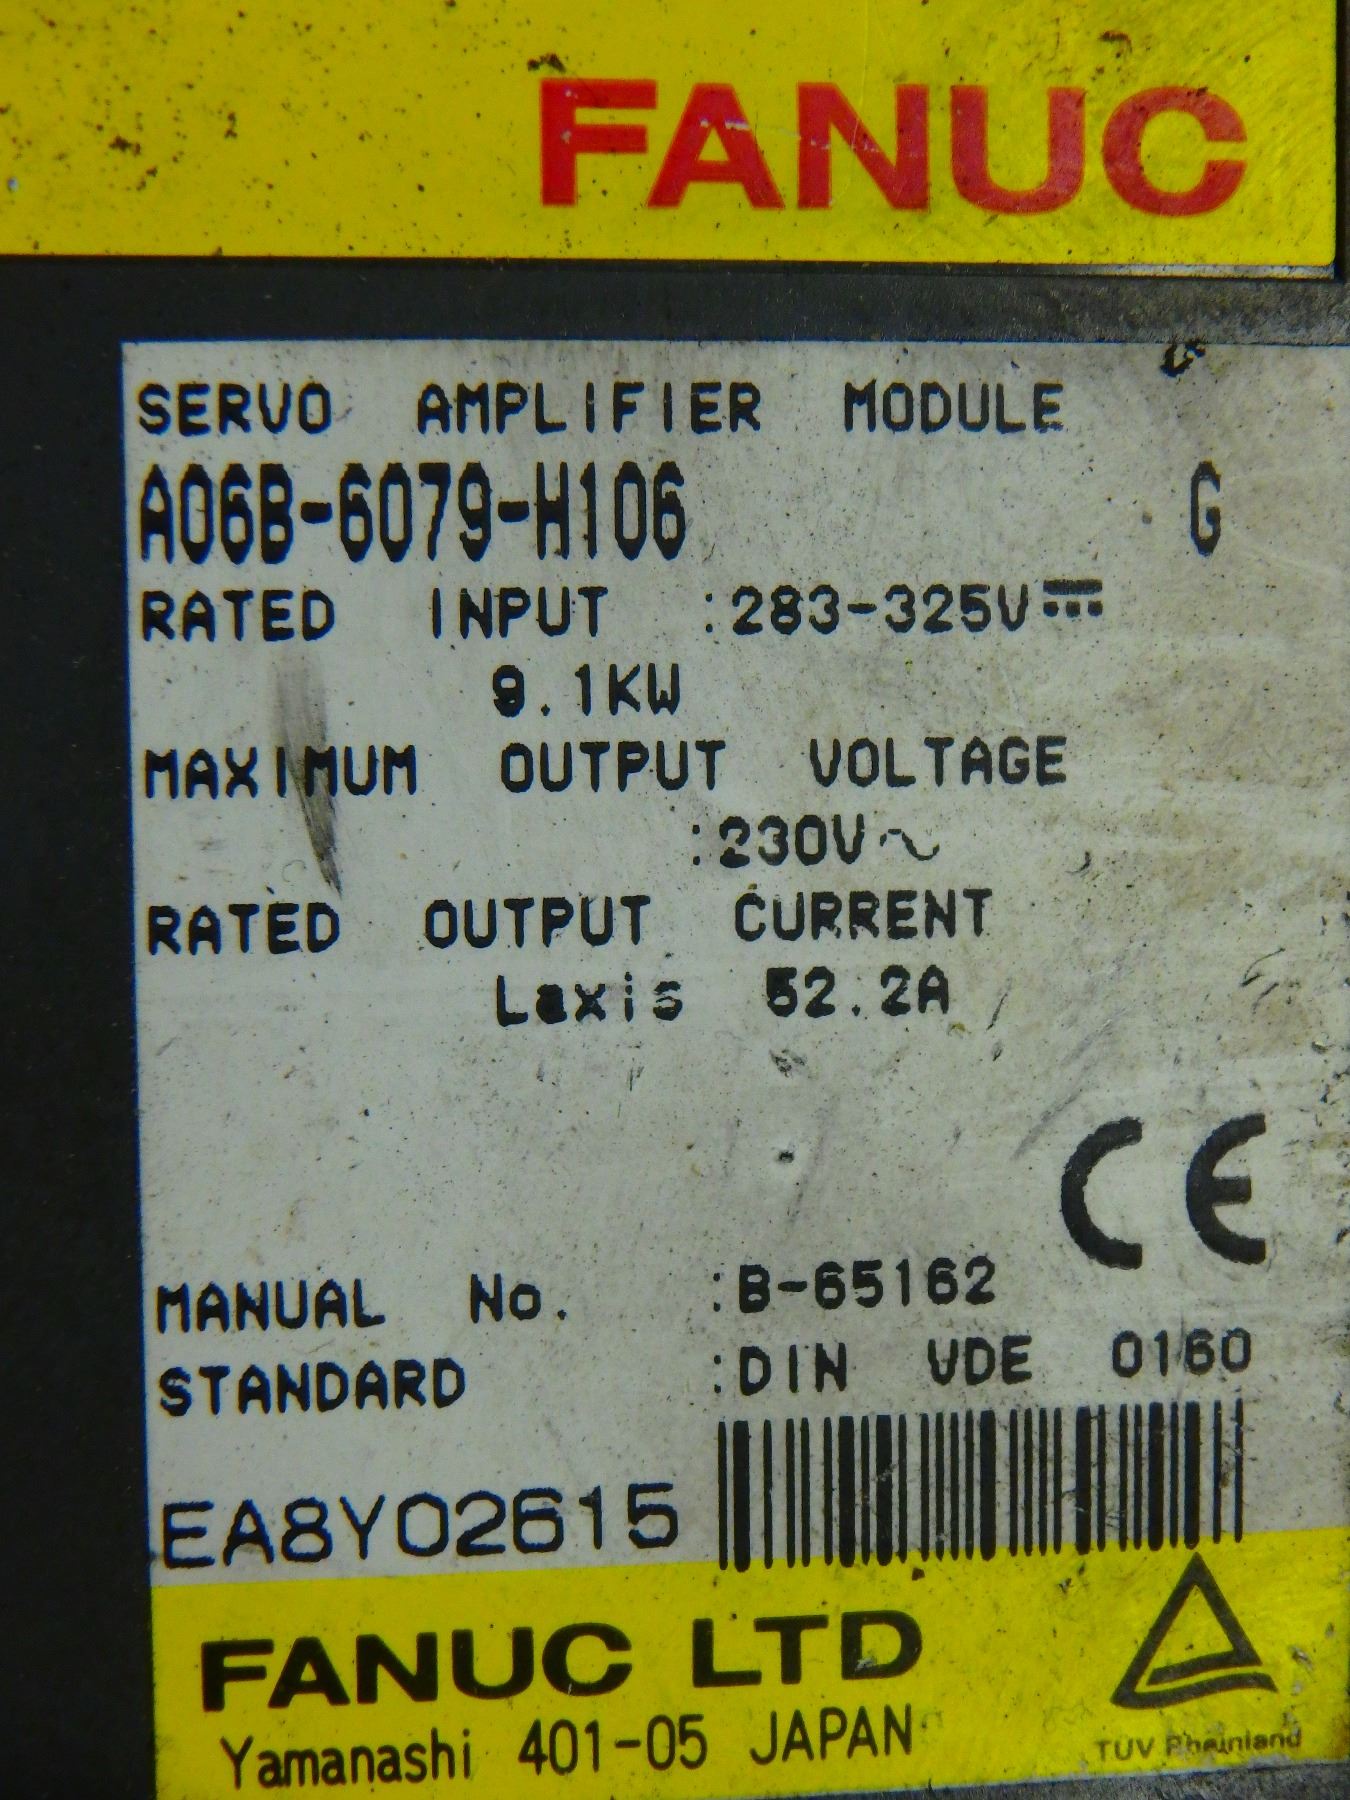 FANUC
SERVO AMPLIFIER MODULE
A06B-6079-H106 G
RATED INPUT :283-325V⎓
9.1KW
MAXIMUM OUTPUT VOLTAGE
:230V~
RATED OUTPUT CURRENT
Laxis 52.2A
CE
MANUAL No. :B-65162
STANDARD :DIN VDE 0160
EA8Y02615
FANUC LTD
Yamanashi 401-05 JAPAN
TÜV Rheinland